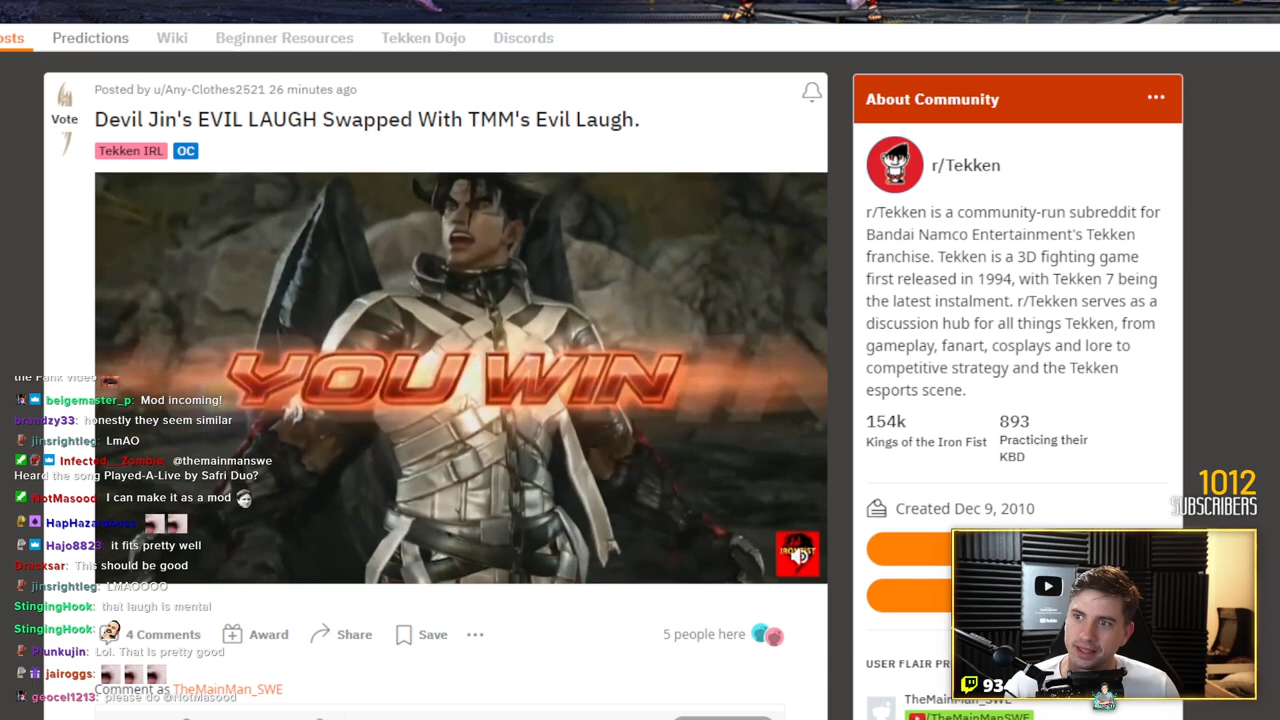 osts Predictions Wiki Beginner Resources Tekken Dojo Discords
Posted by u/Any-Clothes2521 26 minutes ago
Vote
Devil Jin's EVIL LAUGH Swapped With TMM's Evil Laugh.
Tekken IRL OC
YOU WIN
4 Comments Award Share Save
5 people here
Comment as TheMainMan_SWE
About Community
r/Tekken
r/Tekken is a community-run subreddit for
Bandai Namco Entertainment's Tekken
franchise. Tekken is a 3D fighting game
first released in 1994, with Tekken 7 being
the latest instalment. r/Tekken serves as a
discussion hub for all things Tekken, from
gameplay, fanart, cosplays and lore to
competitive strategy and the Tekken
esports scene.
154k 893
Kings of the Iron Fist Practicing their
KBD
Created Dec 9, 2010
1012
SUBSCRIBERS
USER FLAIR PR
TheMainMan_SWE
/TheMainManSWE
934
beigemaster_p: Mod incoming!
brandzy33: honestly they seem similar
jinsrightleg: LmAO
Infected__Zombie: @themainmanswe
Heard the song Played-A-Live by Safri Duo?
NotMasood: I can make it as a mod
Hajo8823: it fits pretty well
Dracksar: This should be good
jinsrightleg: LMAOOOO
StingingHook: that laugh is mental
StingingHook:
Plunkujin: Lol. That is pretty good
jairoggs:
geocel1213: please do @NotMasood